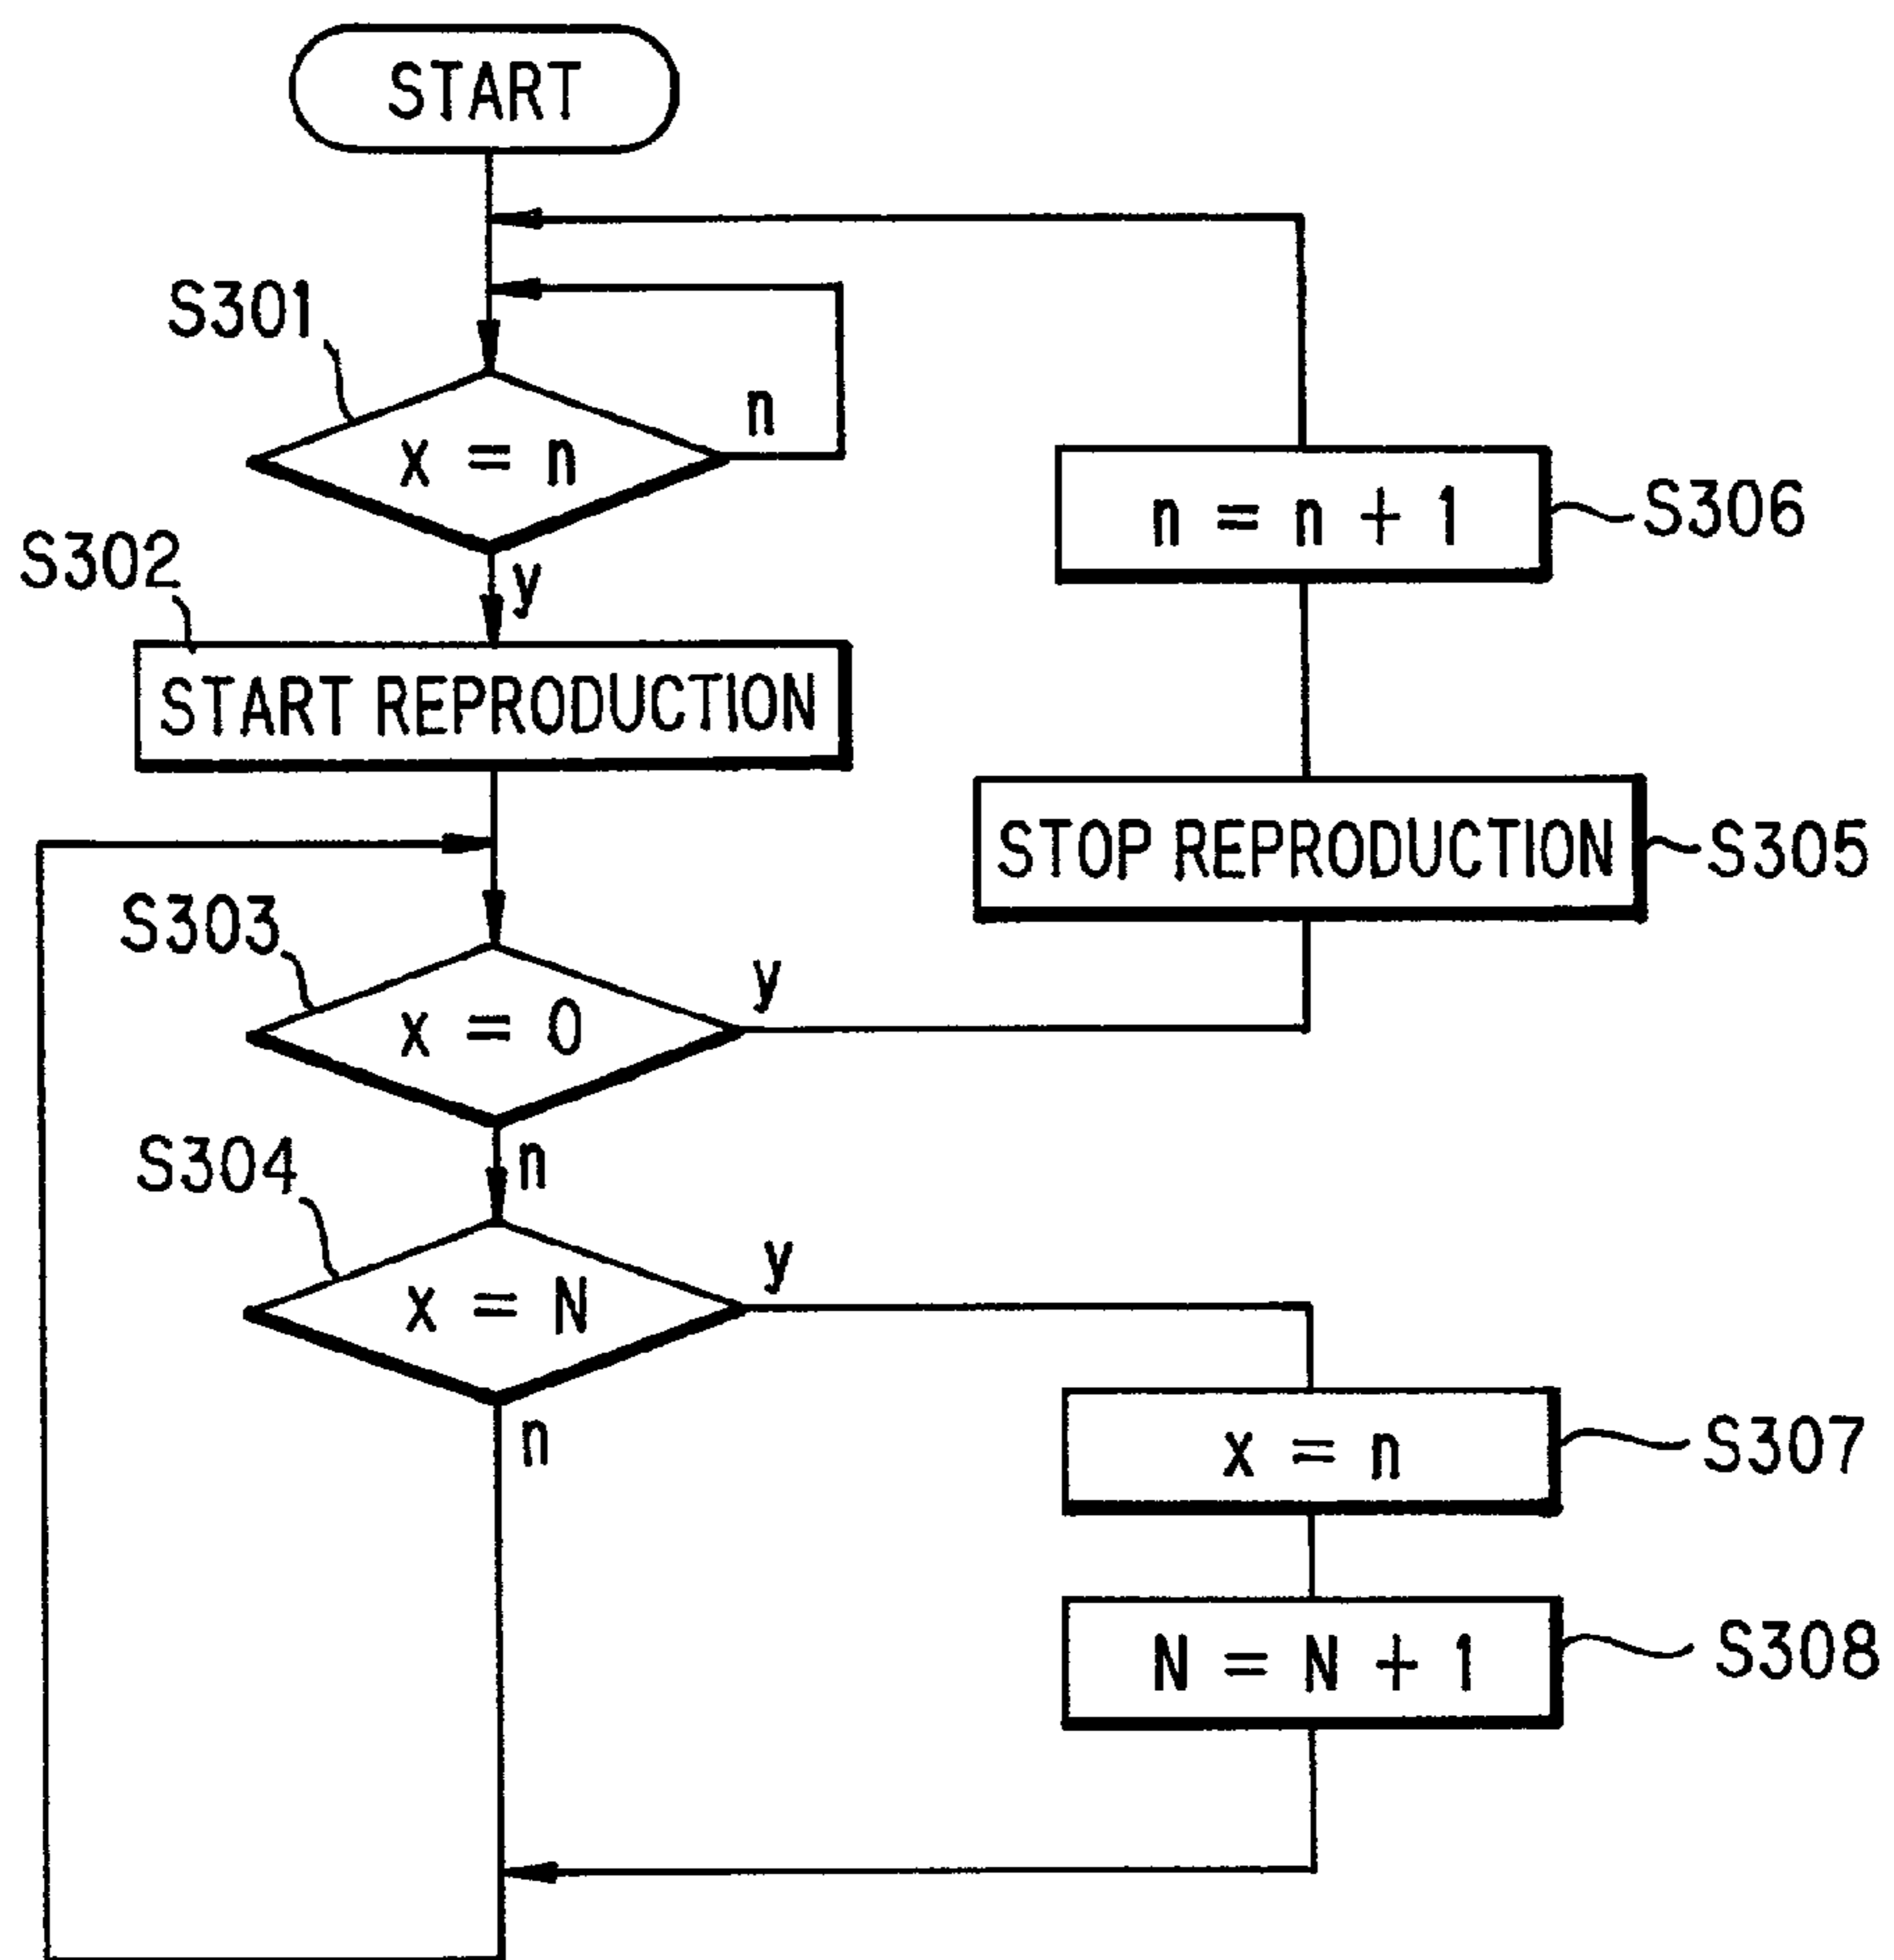 START
S301
x = n
n
S302
y
START REPRODUCTION
S303
x = 0
y
n
S304
x = N
y
n
n = n + 1
S306
STOP REPRODUCTION
S305
x = n
S307
N = N + 1
S308